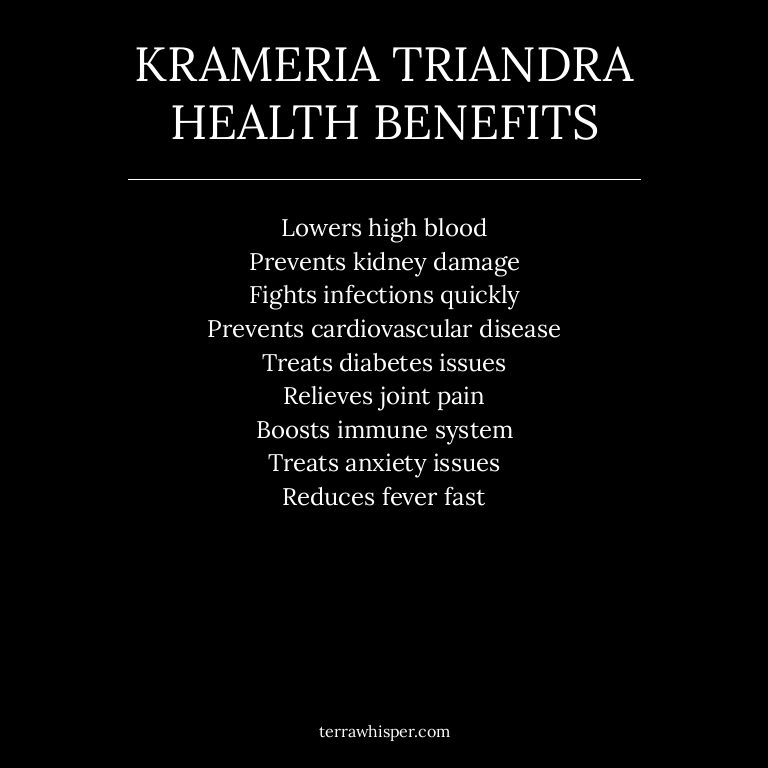 KRAMERIA TRIANDRA
HEALTH BENEFITS
Lowers high blood
Prevents kidney damage
Fights infections quickly
Prevents cardiovascular disease
Treats diabetes issues
Relieves joint pain
Boosts immune system
Treats anxiety issues
Reduces fever fast
terrawhisper.com